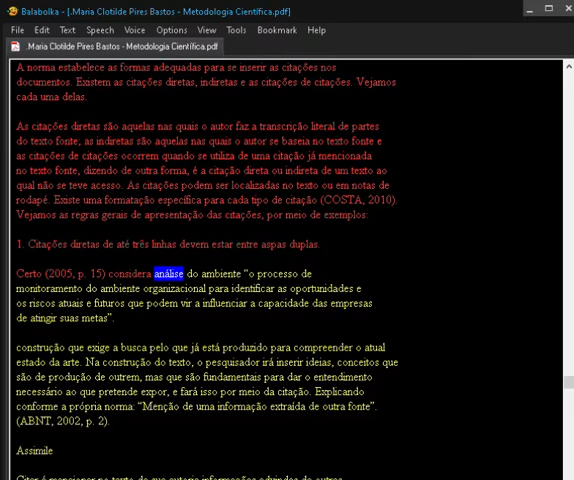 Balabolka - [.Maria Clotilde Pires Bastos - Metodologia Científica.pdf]
File Edit Text Speech Voice Options View Tools Bookmark Help
.Maria Clotilde Pires Bastos - Metodologia Científica.pdf
A norma estabelece as formas adequadas para se inserir as citações nos
documentos. Existem as citações diretas, indiretas e as citações de citações. Vejamos
cada uma delas.
As citações diretas são aquelas nas quais o autor faz a transcrição literal de partes
do texto fonte; as indiretas são aquelas nas quais o autor se baseia no texto fonte e
as citações de citações ocorrem quando se utiliza de uma citação já mencionada
no texto fonte, dizendo de outra forma, é a citação direta ou indireta de um texto ao
qual não se teve acesso. As citações podem ser localizadas no texto ou em notas de
rodapé. Existe uma formatação específica para cada tipo de citação (COSTA, 2010).
Vejamos as regras gerais de apresentação das citações, por meio de exemplos:
1. Citações diretas de até três linhas devem estar entre aspas duplas.
Certo (2005, p. 15) considera análise do ambiente "o processo de
monitoramento do ambiente organizacional para identificar as oportunidades e
os riscos atuais e futuros que podem vir a influenciar a capacidade das empresas
de atingir suas metas".
construção que exige a busca pelo que já está produzido para compreender o atual
estado da arte. Na construção do texto, o pesquisador irá inserir ideias, conceitos que
são de produção de outrem, mas que são fundamentais para dar o entendimento
necessário ao que pretende expor, e fará isso por meio da citação. Explicando
conforme a própria norma: "Menção de uma informação extraída de outra fonte".
(ABNT, 2002, p. 2).
Assimile